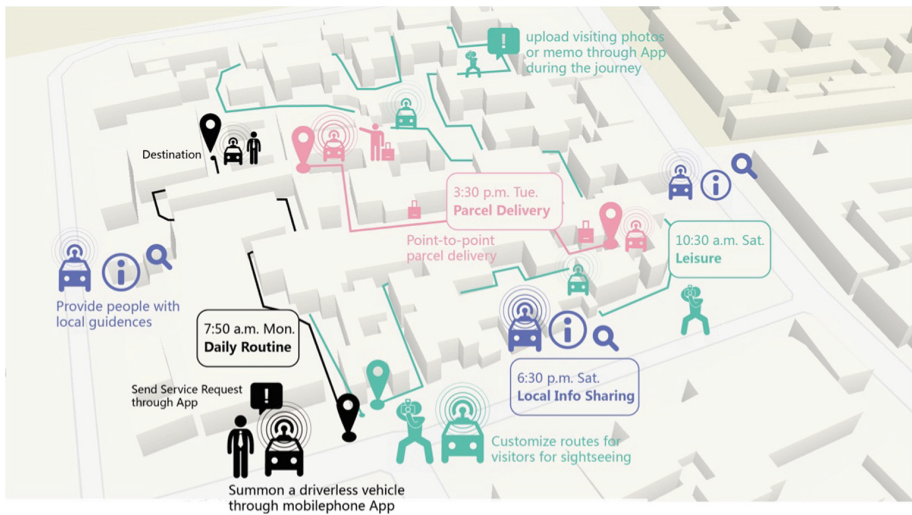 upload visiting photos
or memo through App
during the journey
Destination
3:30 p.m. Tue.
Parcel Delivery
Point-to-point
parcel delivery
10:30 a.m. Sat.
Leisure
Provide people with
local guidences
7:50 a.m. Mon.
Daily Routine
6:30 p.m. Sat.
Local Info Sharing
Send Service Request
through App
Customize routes for
visitors for sightseeing
Summon a driverless vehicle
through mobilephone App